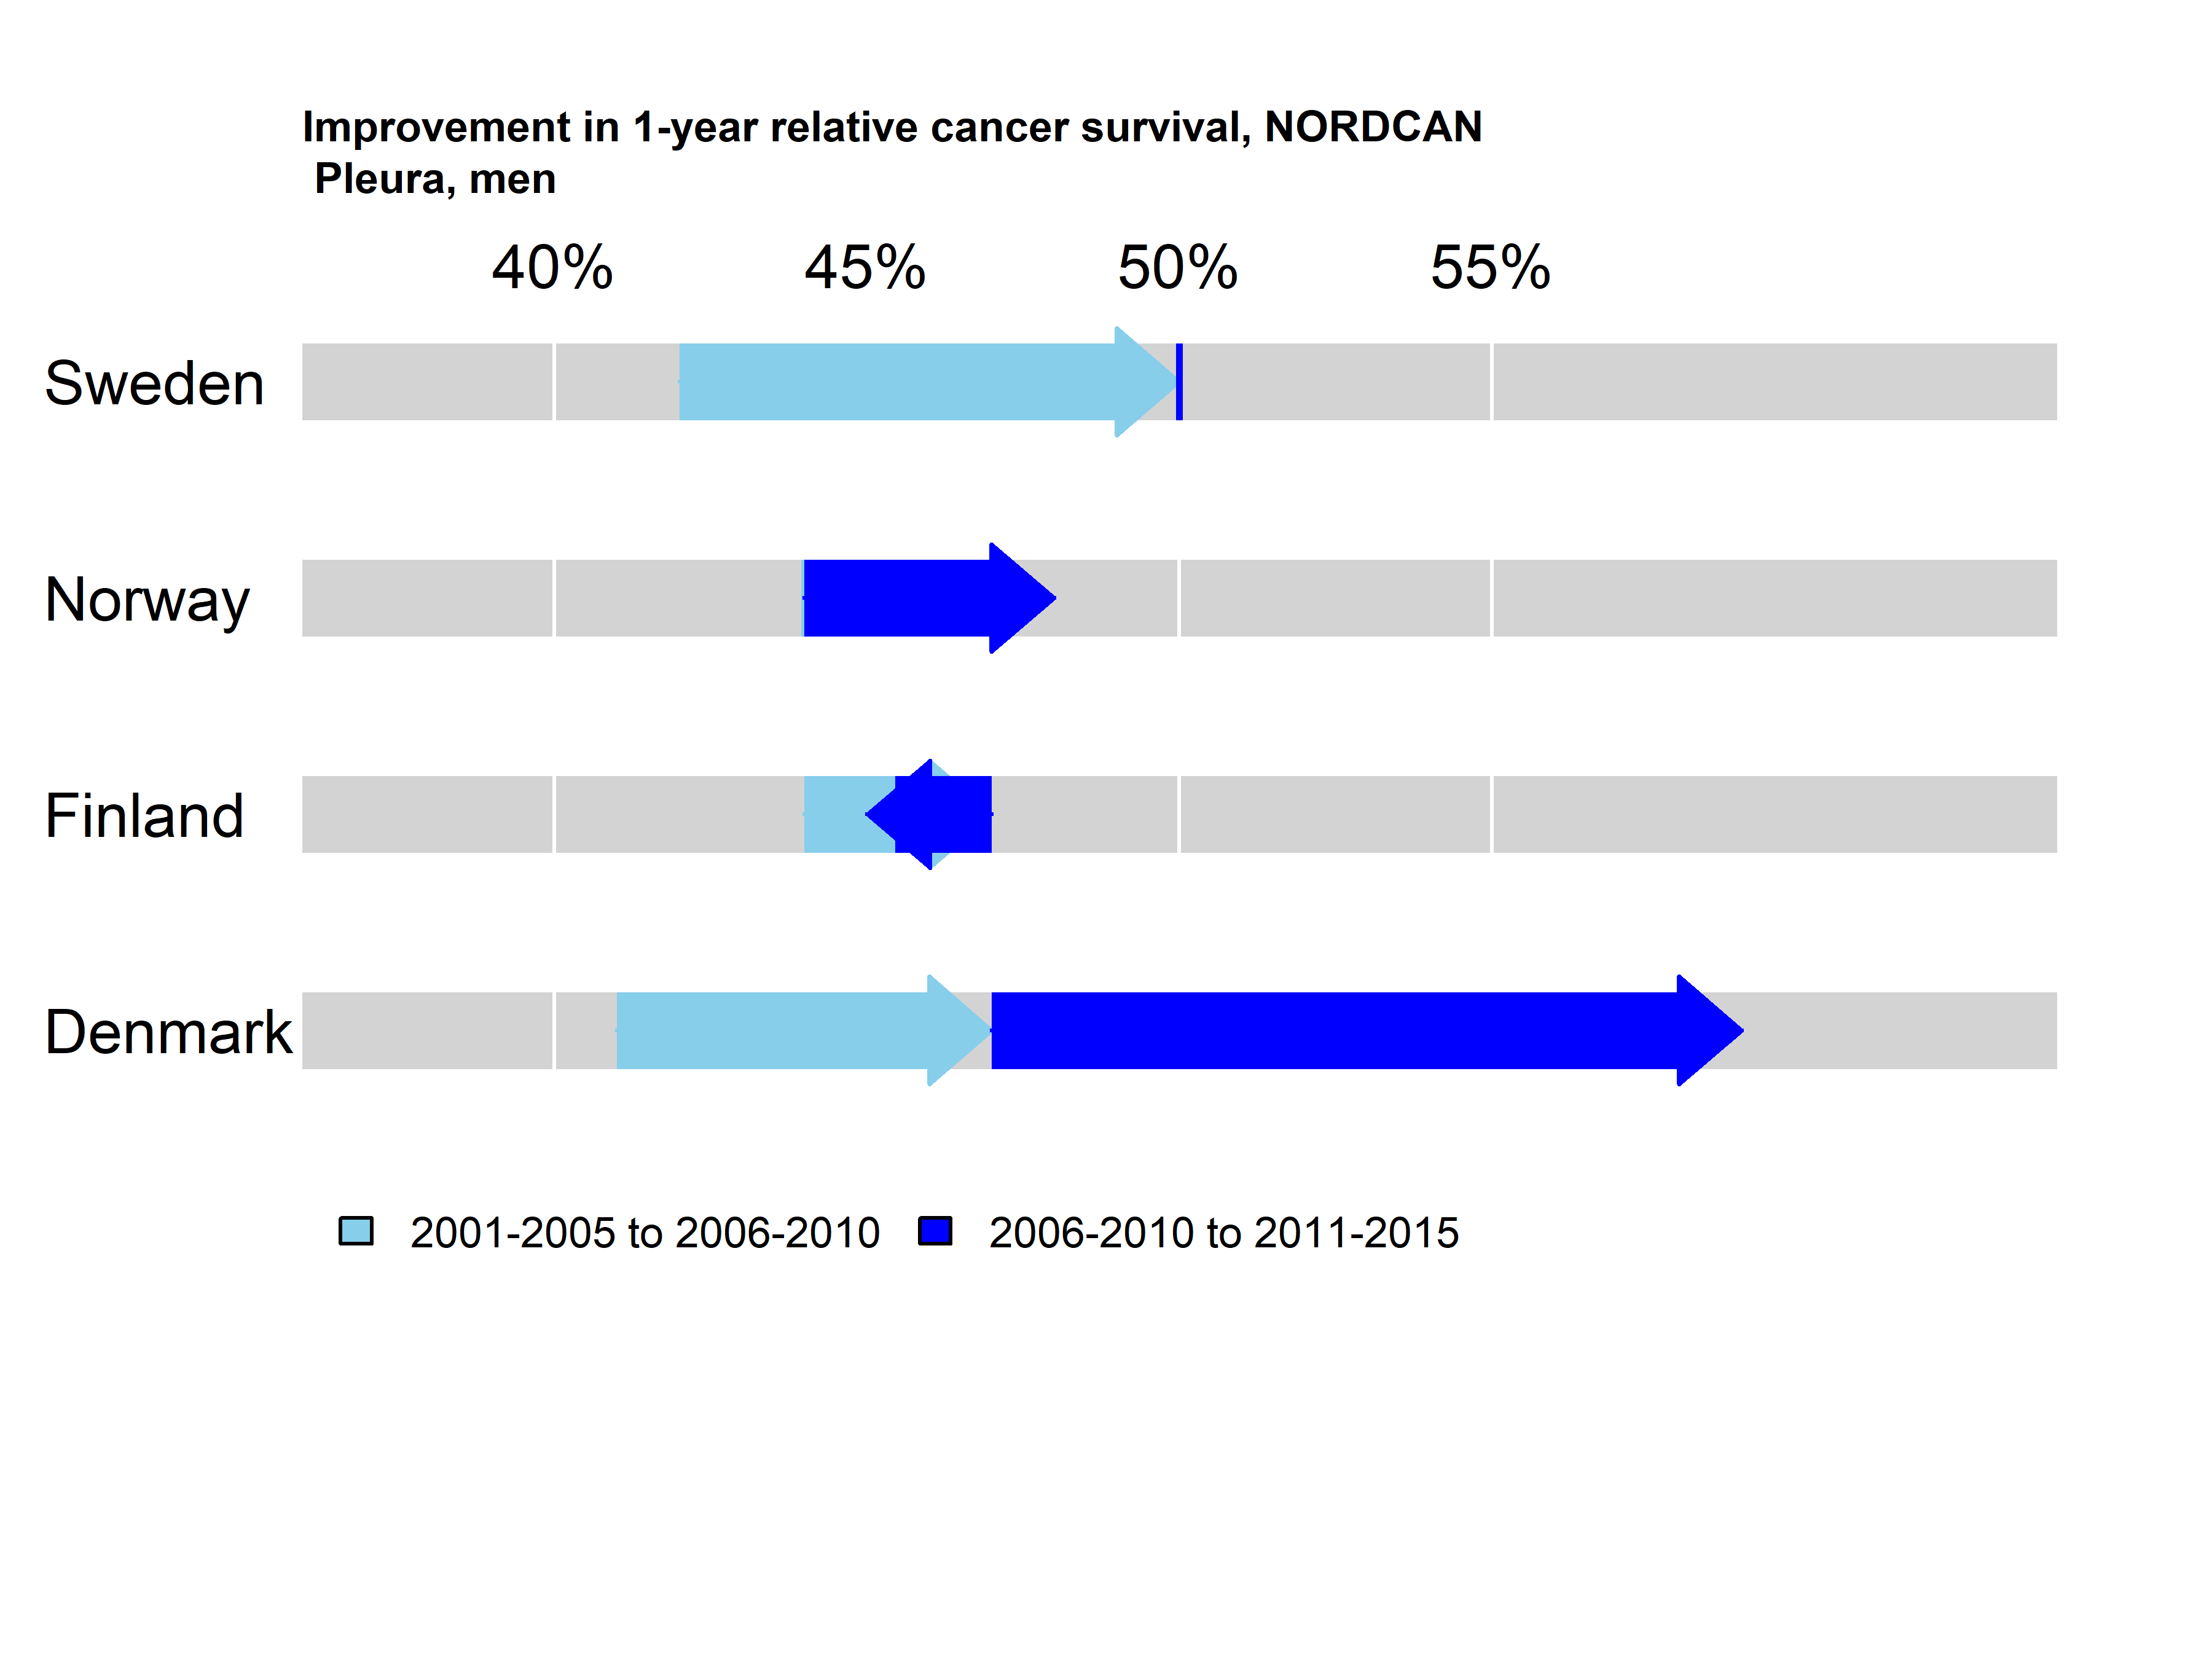 Improvement in 1-year relative cancer survival, NORDCAN
Pleura, men
40% 45% 50% 55%
Sweden
Norway
Finland
Denmark
2001-2005 to 2006-2010 2006-2010 to 2011-2015